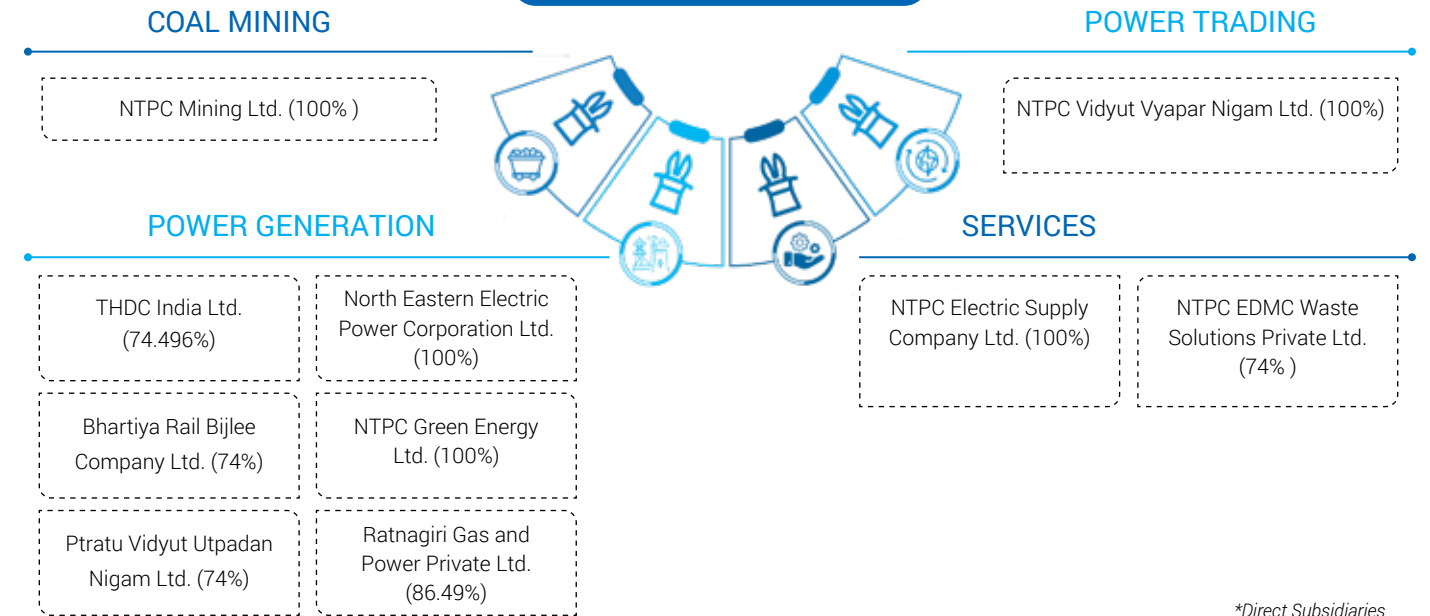 COAL MINING
NTPC Mining Ltd. (100% )
POWER TRADING
NTPC Vidyut Vyapar Nigam Ltd. (100%)
POWER GENERATION
THDC India Ltd.
(74.496%)
North Eastern Electric
Power Corporation Ltd.
(100%)
Bhartiya Rail Bijlee
Company Ltd. (74%)
NTPC Green Energy
Ltd. (100%)
Ptratu Vidyut Utpadan
Nigam Ltd. (74%)
Ratnagiri Gas and
Power Private Ltd.
(86.49%)
SERVICES
NTPC Electric Supply
Company Ltd. (100%)
NTPC EDMC Waste
Solutions Private Ltd.
(74% )
*Direct Subsidiaries